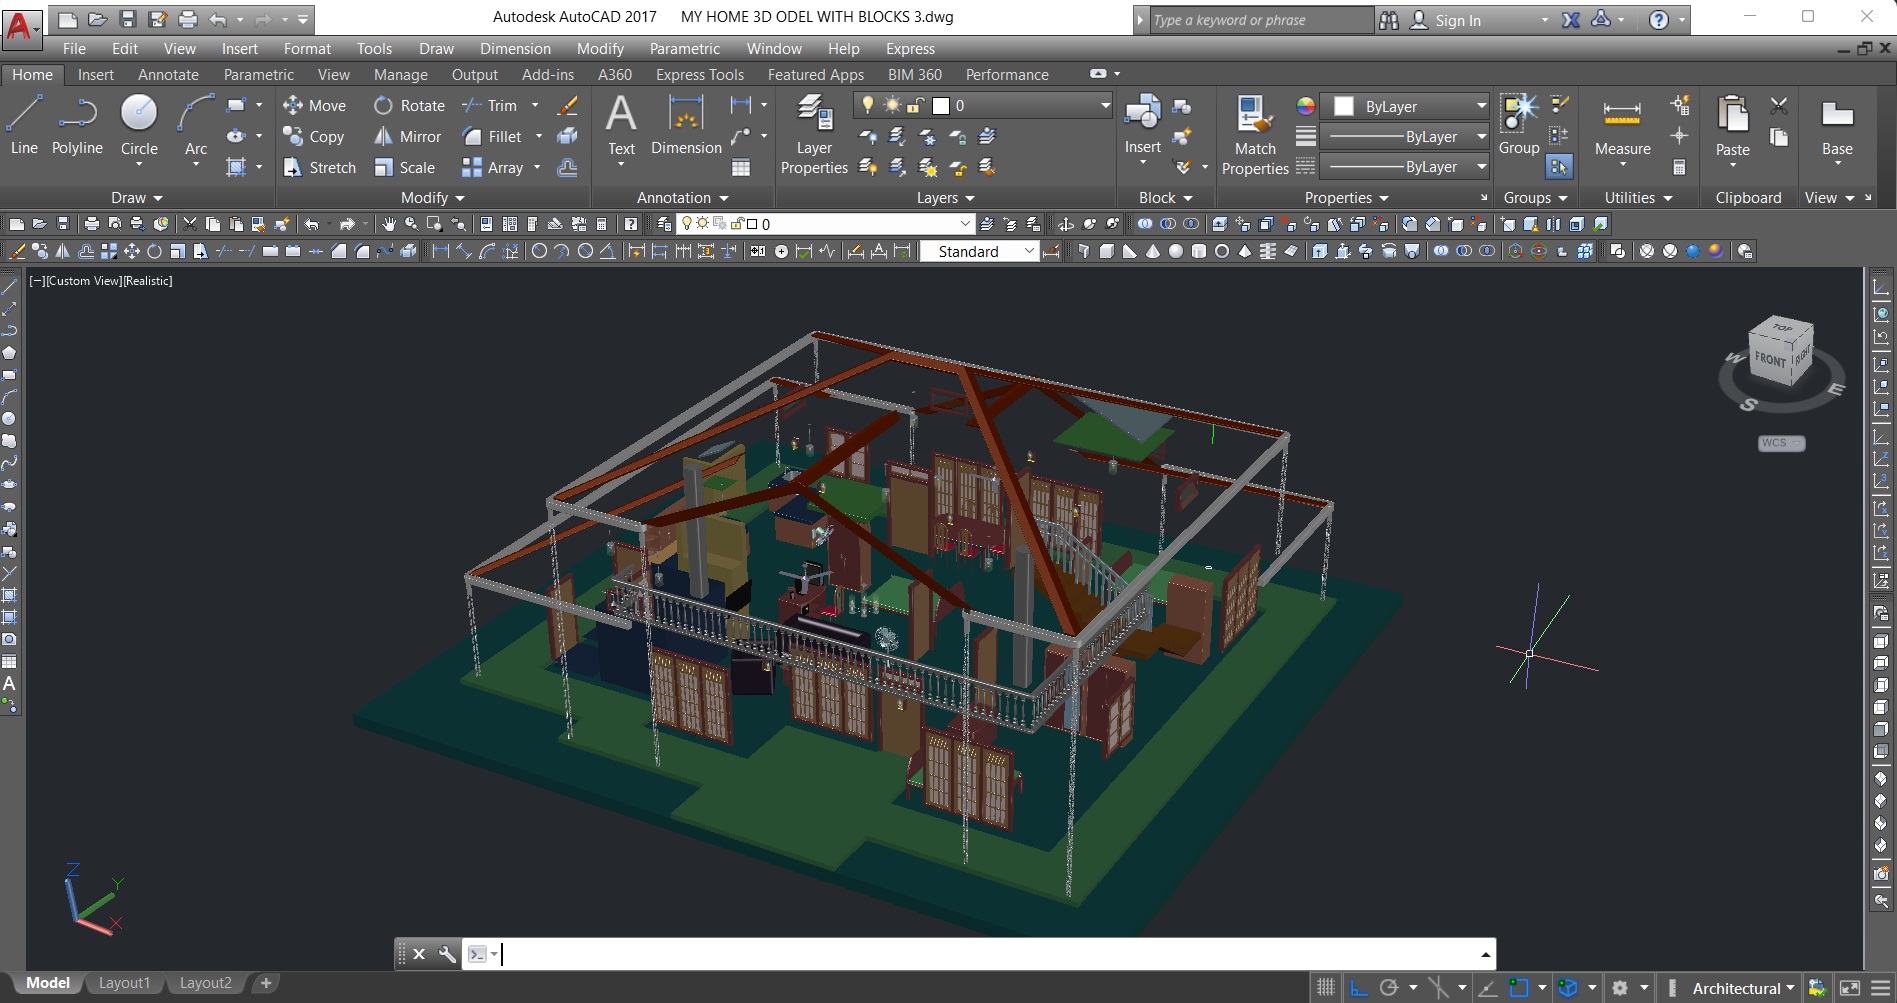 Autodesk AutoCAD 2017 MY HOME 3D ODEL WITH BLOCKS 3.dwg
Type a keyword or phrase
Sign In
File Edit View Insert Format Tools Draw Dimension Modify Parametric Window Help Express
Home Insert Annotate Parametric View Manage Output Add-ins A360 Express Tools Featured Apps BIM 360 Performance
Line Polyline Circle Arc
Move Rotate Trim
Copy Mirror Fillet
Stretch Scale Array
Text Dimension
Layer Properties
0
Insert
Match Properties
ByLayer
ByLayer
ByLayer
Group
Measure
Paste
Base
Draw Modify Annotation Layers Block Properties Groups Utilities Clipboard View
0
Standard
[−][Custom View][Realistic]
TOP
FRONT
RIGHT
W
S
E
WCS
A
Z
Y
X
Model Layout1 Layout2
Architectural